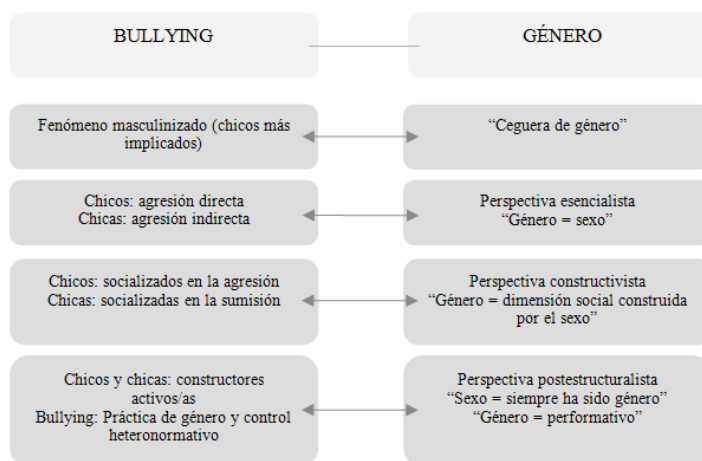 BULLYING
GÉNERO
Fenómeno masculinizado (chicos más
implicados)
“Ceguera de género”
Chicos: agresión directa
Chicas: agresión indirecta
Perspectiva esencialista
“Género = sexo”
Chicos: socializados en la agresión
Chicas: socializadas en la sumisión
Perspectiva constructivista
“Género = dimensión social construida
por el sexo”
Chicos y chicas: constructores
activos/as
Bullying: Práctica de género y control
heteronormativo
Perspectiva postestructuralista
“Sexo = siempre ha sido género”
“Género = performativo”